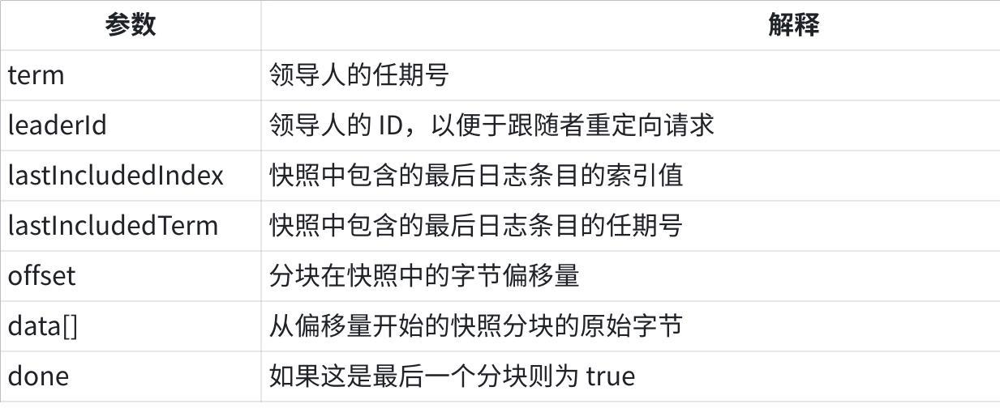 参数 解释
term 领导人的任期号
leaderId 领导人的 ID，以便于跟随者重定向请求
lastIncludedIndex 快照中包含的最后日志条目的索引值
lastIncludedTerm 快照中包含的最后日志条目的任期号
offset 分块在快照中的字节偏移量
data[] 从偏移量开始的快照分块的原始字节
done 如果这是最后一个分块则为 true